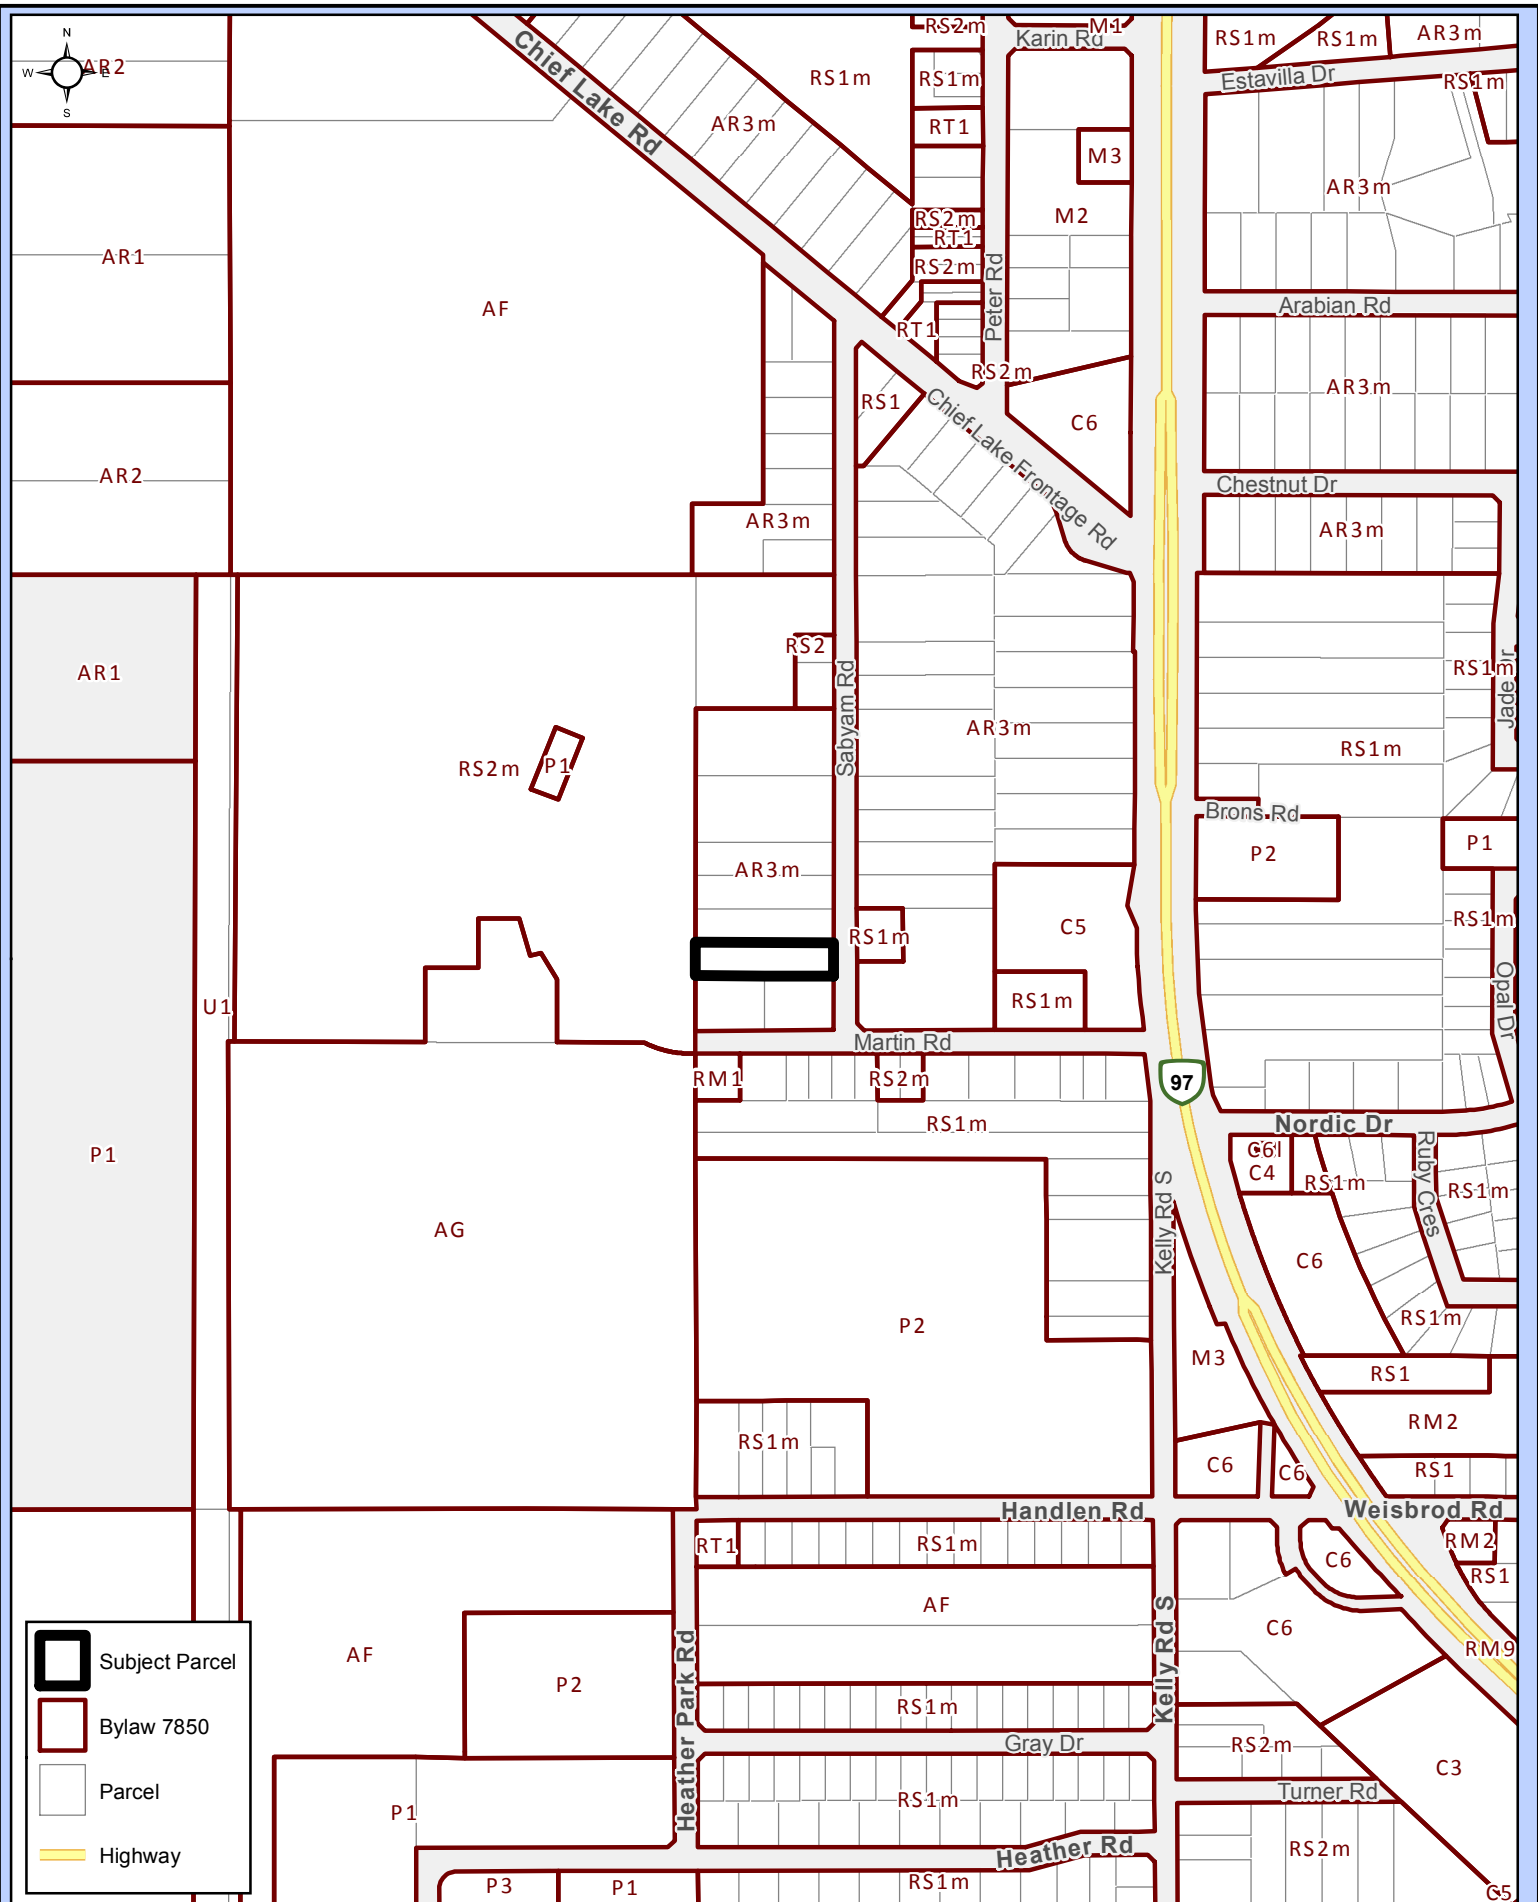 N
W
E
S
AR2
Chief Lake Rd
AR3m
RS1m
RS2m
M1
Karin Rd
RS1m
RS1m
AR3m
Estavilla Dr
RS1m
RS1m
RT1
M3
AR3m
M2
RS2m
RT1
RS2m
AR1
AF
Peter Rd
RT1
RS2m
Arabian Rd
AR3m
RS1
Chief Lake Frontage Rd
C6
AR2
Chestnut Dr
AR3m
AR3m
AR1
RS2
Sabyam Rd
RS1m
Jade Dr
RS2m
P1
AR3m
RS1m
Brons Rd
P2
P1
AR3m
RS1m
C5
RS1m
RS1m
Opal Dr
U1
Martin Rd
RM1
RS2m
RS1m
97
Nordic Dr
C6l
C4
RS1m
Ruby Cres
RS1m
P1
AG
Kelly Rd S
C6
P2
RS1m
M3
RS1
RM2
RS1m
C6
C6
RS1
Handlen Rd
Weisbrod Rd
RT1
RS1m
C6
RM2
RS1
AF
Kelly Rd S
C6
RM9
AF
P2
Heather Park Rd
RS1m
Gray Dr
RS2m
C3
Turner Rd
P1
RS1m
Heather Rd
RS2m
P3
P1
RS1m
C5
Subject Parcel
Bylaw 7850
Parcel
Highway